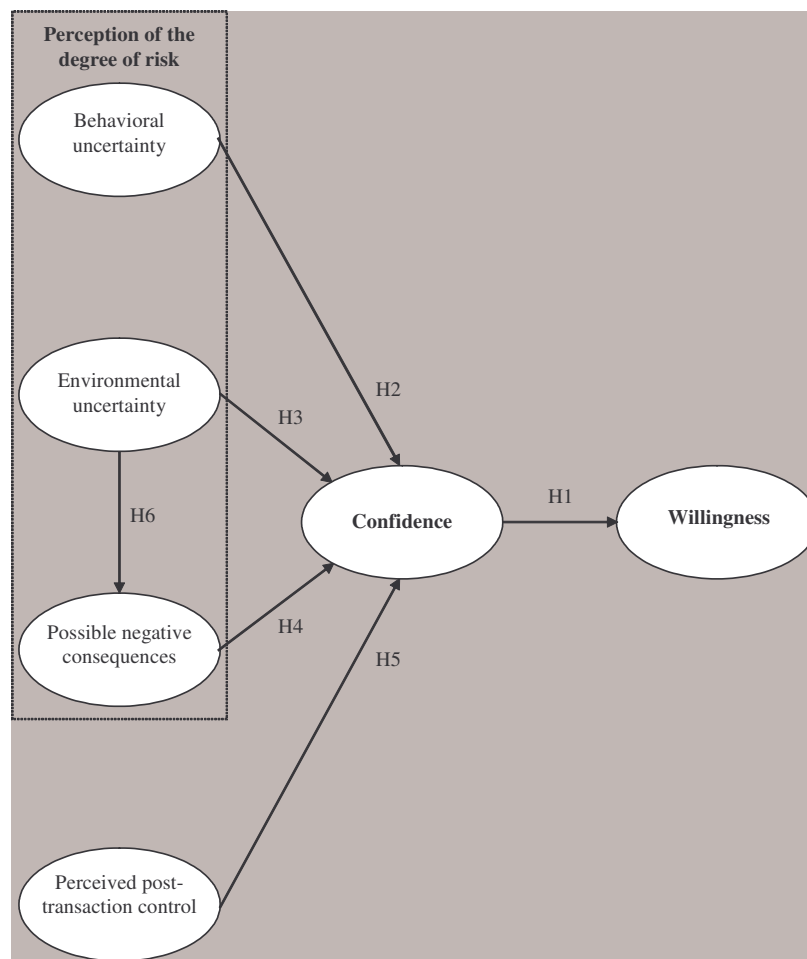 Perception of the
degree of risk
Behavioral
uncertainty
H2
Environmental
uncertainty
H3
H6
Confidence
H1
Willingness
Possible negative
consequences
H4
H5
Perceived post-
transaction control